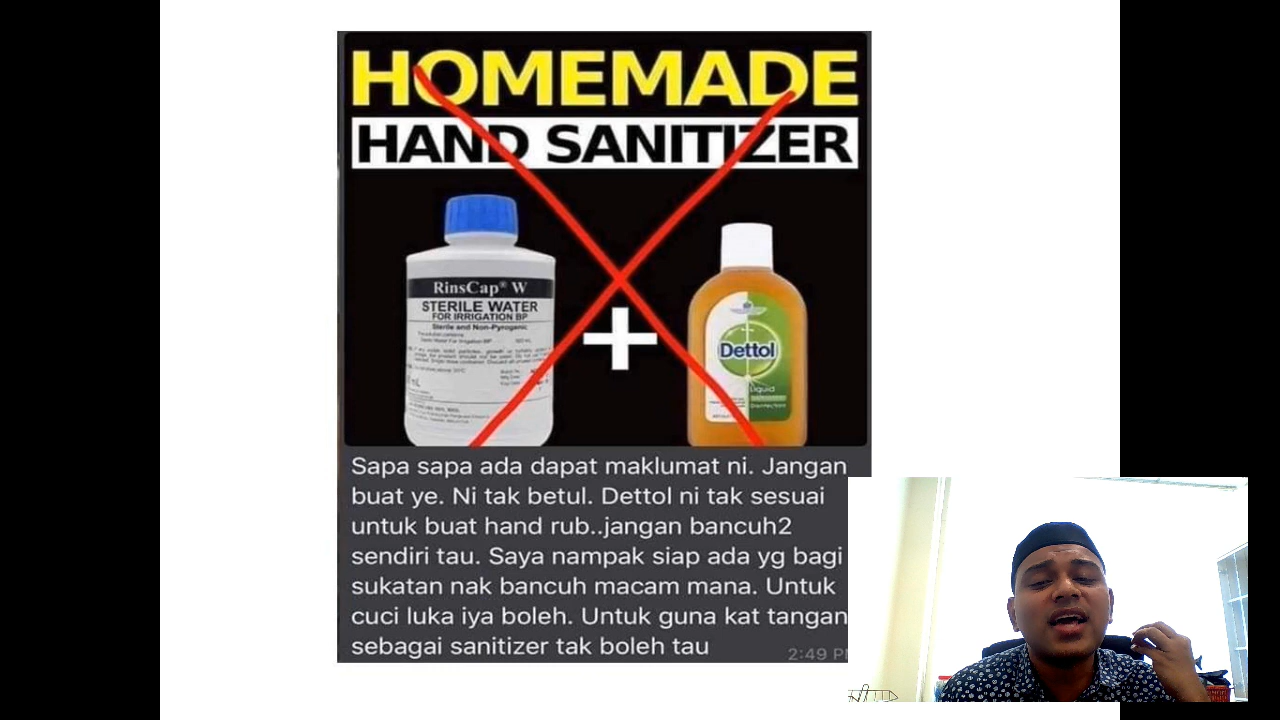 HOMEMADE
HAND SANITIZER
RinsCap® W
STERILE WATER
FOR IRRIGATION BP
Sterile and Non-Pyrogenic
Dettol
Liquid
Sapa sapa ada dapat maklumat ni. Jangan
buat ye. Ni tak betul. Dettol ni tak sesuai
untuk buat hand rub..jangan bancuh2
sendiri tau. Saya nampak siap ada yg bagi
sukatan nak bancuh macam mana. Untuk
cuci luka iya boleh. Untuk guna kat tangan
sebagai sanitizer tak boleh tau
2:49 P